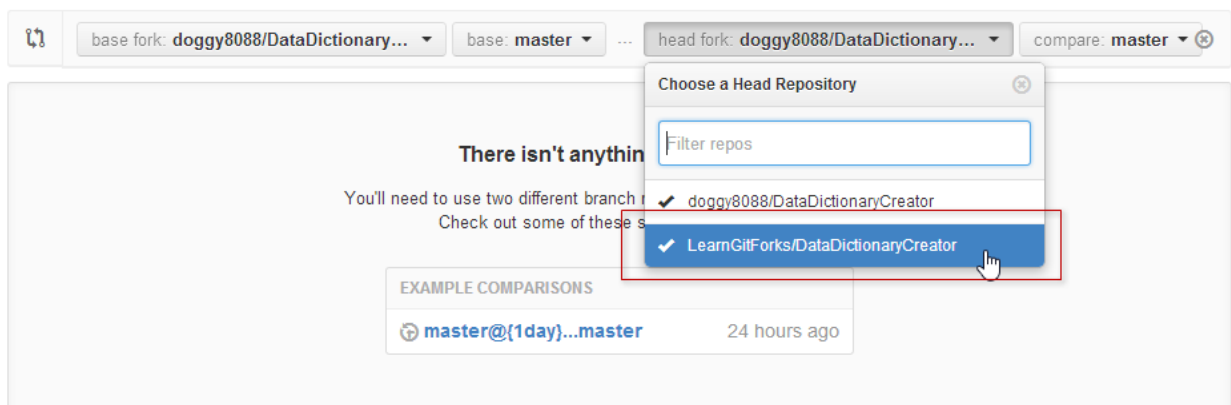 base fork: doggy8088/DataDictionary... base: master ... head fork: doggy8088/DataDictionary... compare: master
Choose a Head Repository
Filter repos
There isn't anythin
You'll need to use two different branch
doggy8088/DataDictionaryCreator
Check out some of these s
LearnGitForks/DataDictionaryCreator
EXAMPLE COMPARISONS
master@{1day}...master 24 hours ago